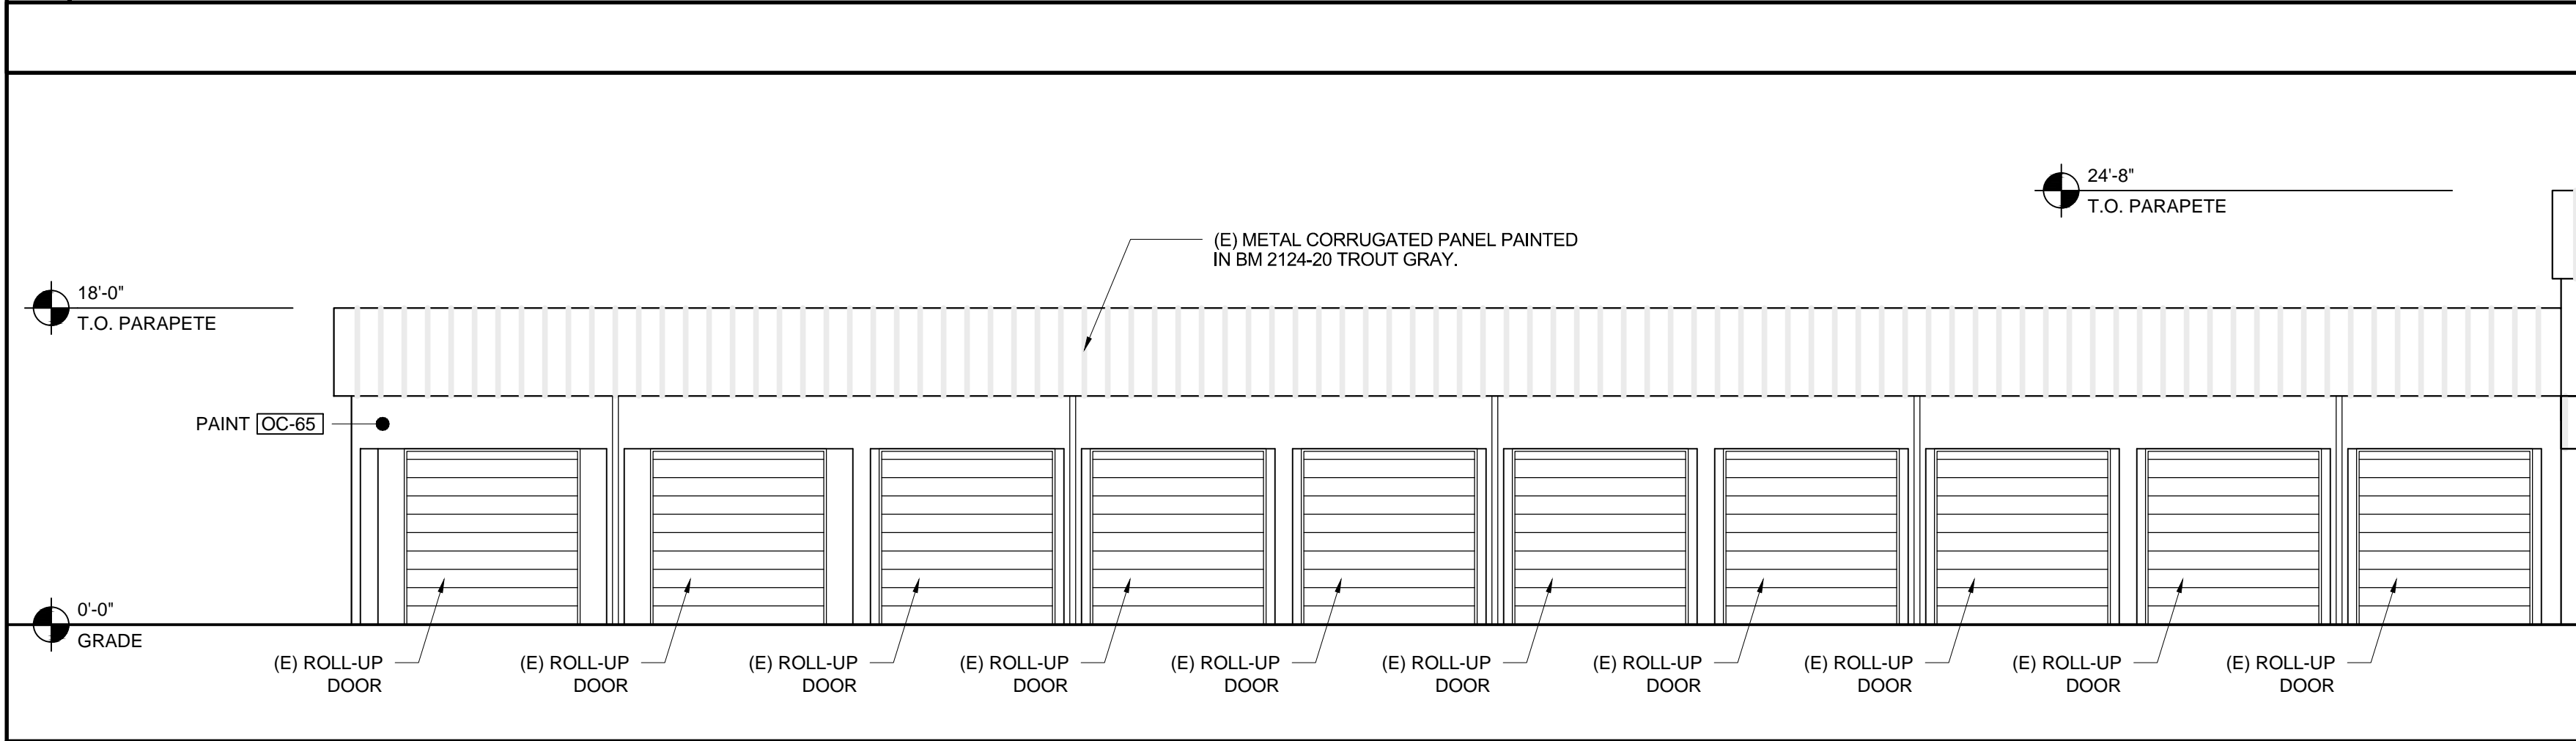 24'-8"
T.O. PARAPETE
(E) METAL CORRUGATED PANEL PAINTED
IN BM 2124-20 TROUT GRAY.
18'-0"
T.O. PARAPETE
PAINT OC-65
0'-0"
GRADE
(E) ROLL-UP
DOOR
(E) ROLL-UP
DOOR
(E) ROLL-UP
DOOR
(E) ROLL-UP
DOOR
(E) ROLL-UP
DOOR
(E) ROLL-UP
DOOR
(E) ROLL-UP
DOOR
(E) ROLL-UP
DOOR
(E) ROLL-UP
DOOR
(E) ROLL-UP
DOOR